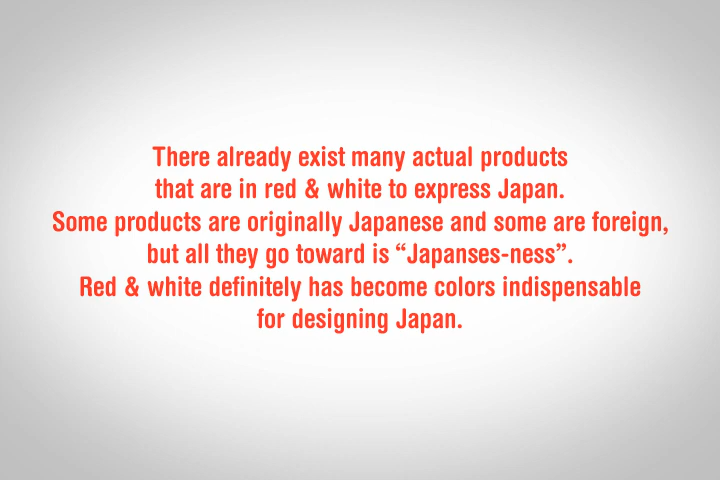 There already exist many actual products
that are in red & white to express Japan.
Some products are originally Japanese and some are foreign,
but all they go toward is “Japanses-ness”.
Red & white definitely has become colors indispensable
for designing Japan.